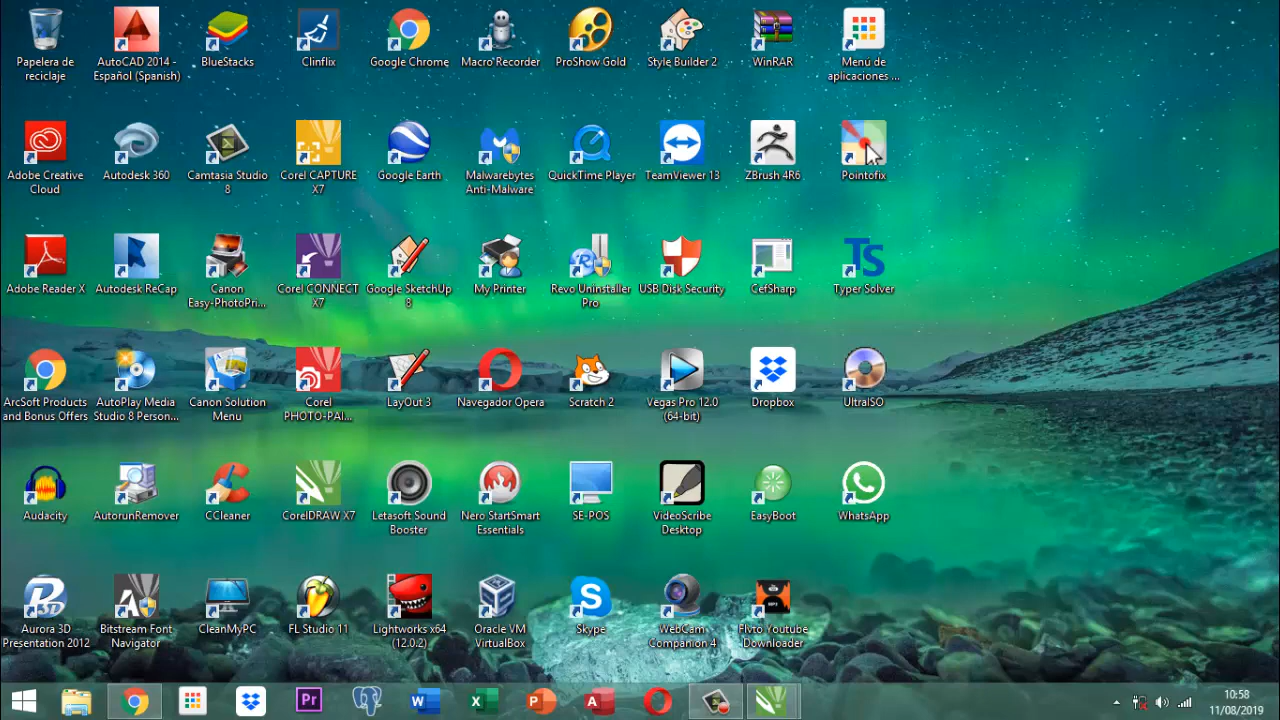 Papelera de
reciclaje
AutoCAD 2014 -
Español (Spanish)
BlueStacks
Clinflix
Google Chrome
Macro Recorder
ProShow Gold
Style Builder 2
WinRAR
Menú de
aplicaciones ...
Adobe Creative
Cloud
Autodesk 360
Camtasia Studio
8
Corel CAPTURE
X7
Google Earth
Malwarebytes
Anti-Malware
QuickTime Player
TeamViewer 13
ZBrush 4R6
Pointofix
Adobe Reader X
Autodesk ReCap
Canon
Easy-PhotoPri...
Corel CONNECT
X7
Google SketchUp
8
My Printer
Revo Uninstaller
Pro
USB Disk Security
CefSharp
TS
Typer Solver
ArcSoft Products
and Bonus Offers
AutoPlay Media
Studio 8 Person...
Canon Solution
Menu
Corel
PHOTO-PAI...
LayOut 3
Navegador Opera
Scratch 2
Vegas Pro 12.0
(64-bit)
Dropbox
UltraISO
Audacity
AutorunRemover
CCleaner
CorelDRAW X7
Letasoft Sound
Booster
Nero StartSmart
Essentials
SE-POS
VideoScribe
Desktop
EasyBoot
WhatsApp
Aurora 3D
Presentation 2012
Bitstream Font
Navigator
CleanMyPC
FL Studio 11
Lightworks x64
(12.0.2)
Oracle VM
VirtualBox
Skype
WebCam
Companion 4
Flvto Youtube
Downloader
Pr
W
X
P
A
10:58
11/08/2019